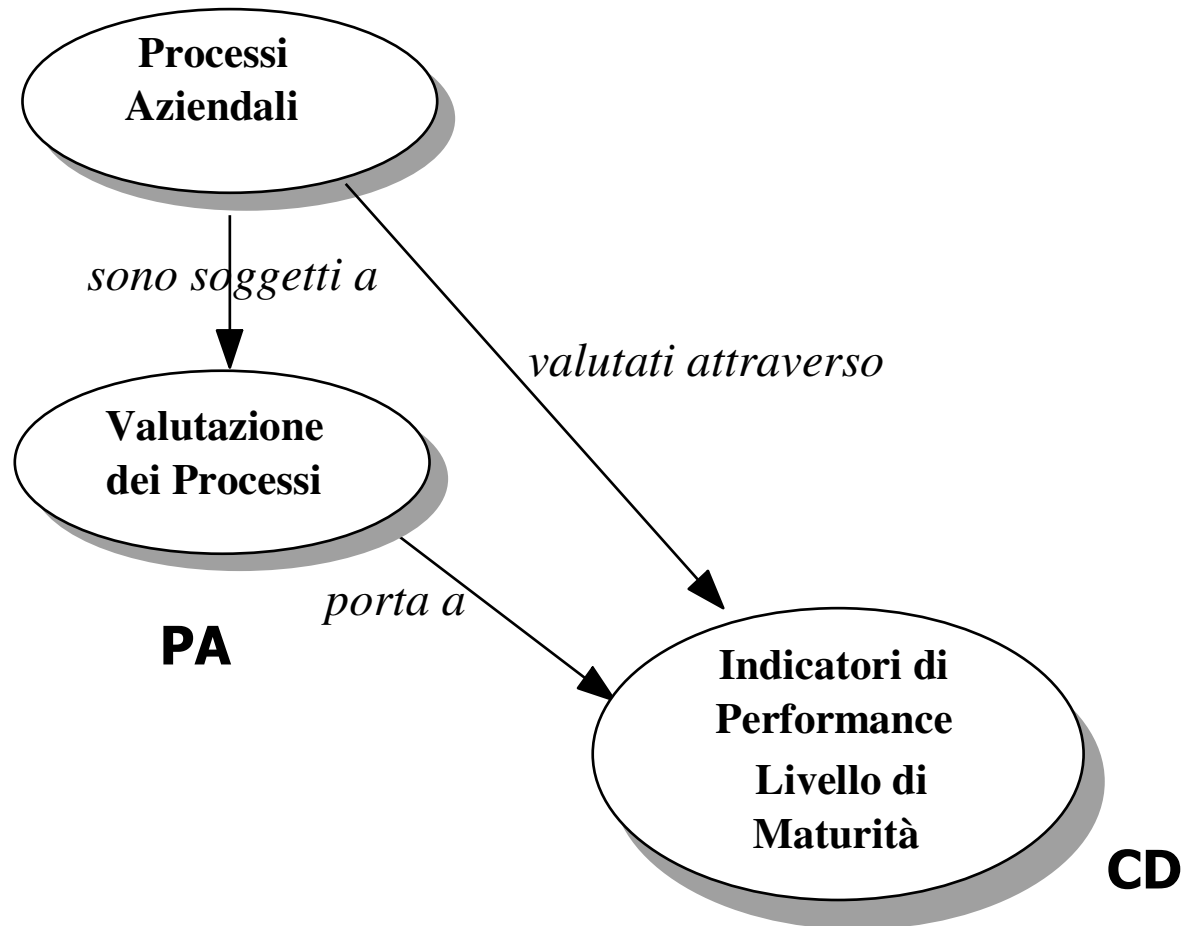 Processi
Aziendali
sono soggetti a
valutati attraverso
Valutazione
dei Processi
porta a
PA
Indicatori di
Performance
Livello di
Maturità
CD